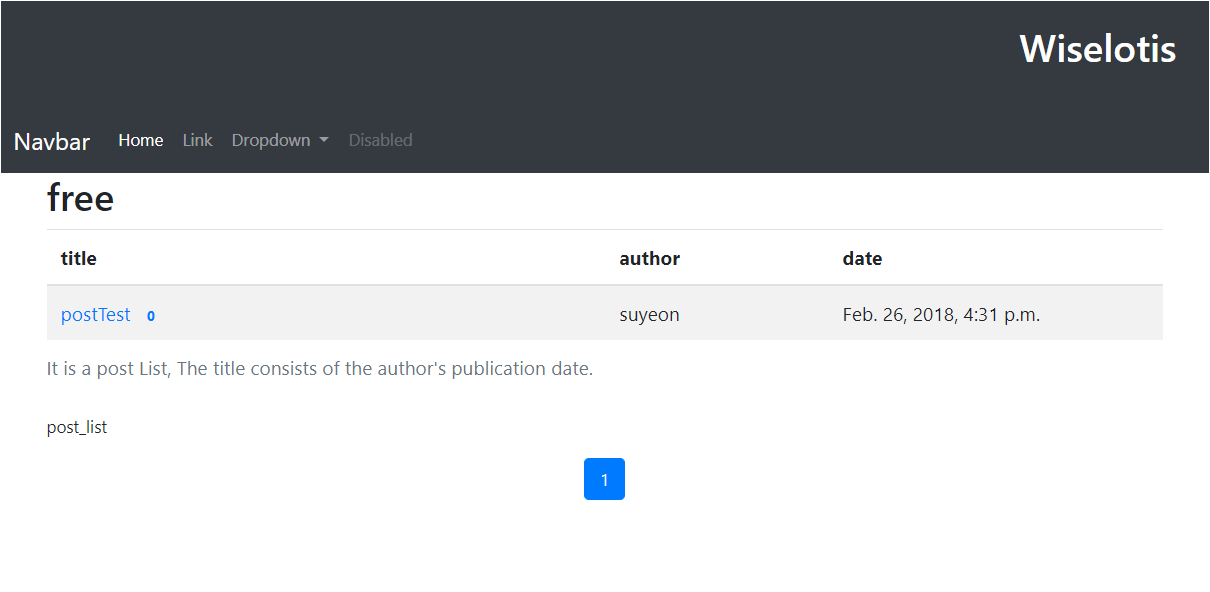 Wiselotis
Navbar Home Link Dropdown Disabled
free
title author date
postTest 0 suyeon Feb. 26, 2018, 4:31 p.m.
It is a post List, The title consists of the author's publication date.
post_list
1